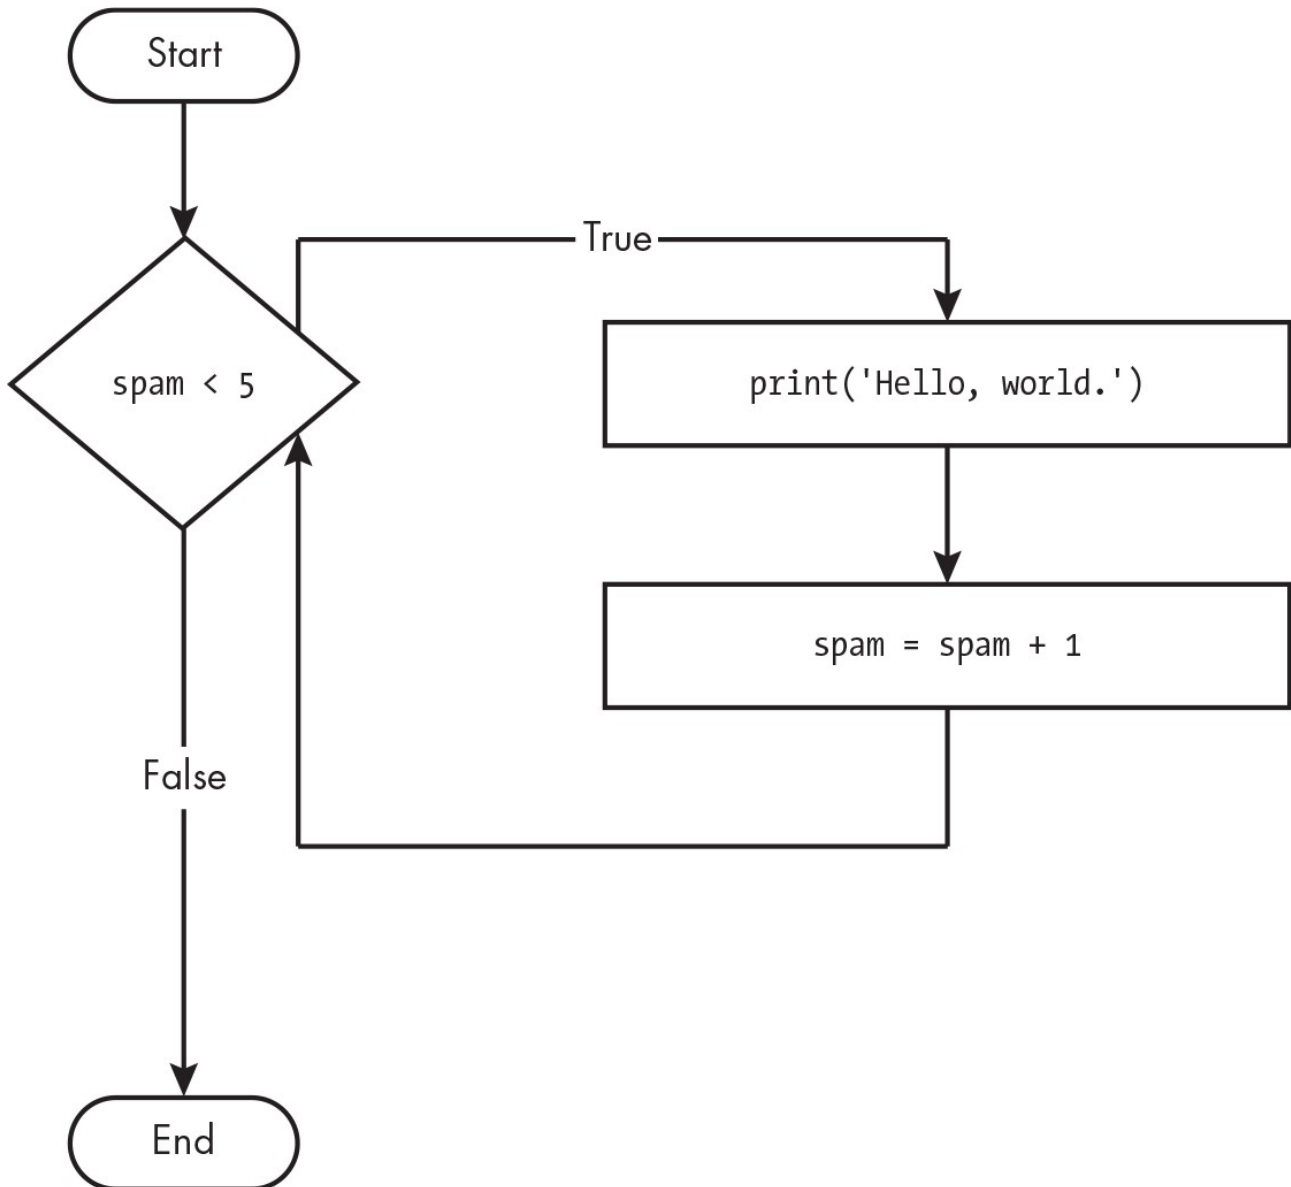 Start
True
spam < 5
print('Hello, world.')
spam = spam + 1
False
End